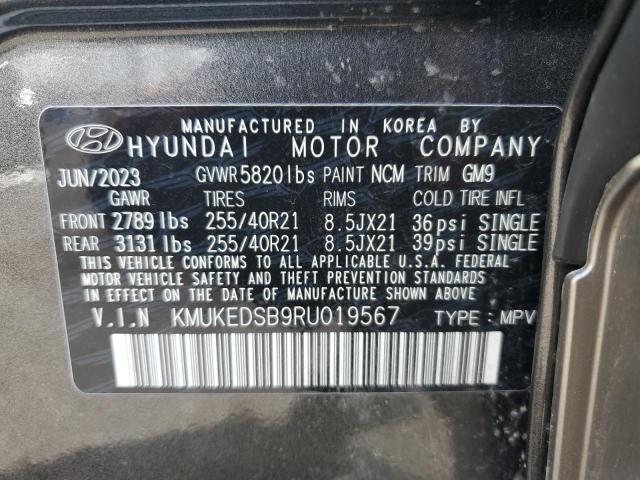 MANUFACTURED IN KOREA BY
HYUNDAI MOTOR COMPANY
JUN/2023 GVWR 5820 lbs PAINT NCM TRIM GM9
GAWR TIRES RIMS COLD TIRE INFL
FRONT 2789 lbs 255/40R21 8.5JX21 36 psi SINGLE
REAR 3131 lbs 255/40R21 8.5JX21 39 psi SINGLE
THIS VEHICLE CONFORMS TO ALL APPLICABLE U.S.A. FEDERAL
MOTOR VEHICLE SAFETY AND THEFT PREVENTION STANDARDS
IN EFFECT ON THE DATE OF MANUFACTURE SHOWN ABOVE.
V.I.N KMUKEDSB9RU019567 TYPE: MPV